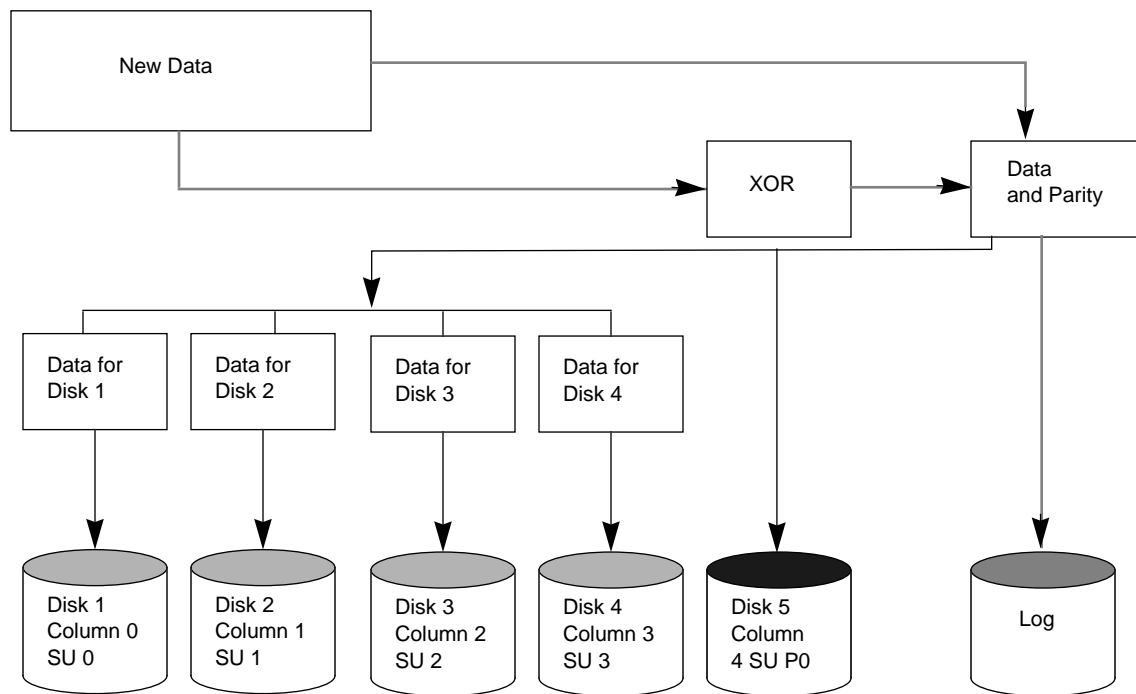 New Data
XOR
Data
and Parity
Data for
Disk 1
Data for
Disk 2
Data for
Disk 3
Data for
Disk 4
Disk 1
Column 0
SU 0
Disk 2
Column 1
SU 1
Disk 3
Column 2
SU 2
Disk 4
Column 3
SU 3
Disk 5
Column
4 SU P0
Log